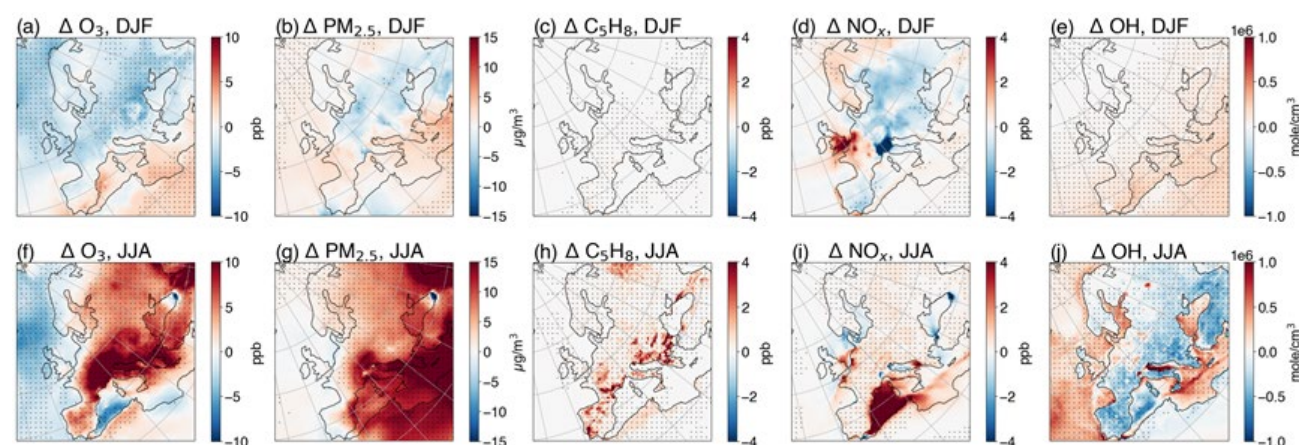 (a) Δ O₃, DJF
10
5
0
−5
−10
ppb
(b) Δ PM₂.₅, DJF
15
10
5
0
−5
−10
−15
μg/m³
(c) Δ C₅H₈, DJF
4
2
0
−2
−4
ppb
(d) Δ NOₓ, DJF
4
2
0
−2
−4
ppb
(e) Δ OH, DJF
1e6
1.0
0.5
0.0
−0.5
−1.0
mole/cm³
(f) Δ O₃, JJA
10
5
0
−5
−10
ppb
(g) Δ PM₂.₅, JJA
15
10
5
0
−5
−10
−15
μg/m³
(h) Δ C₅H₈, JJA
4
2
0
−2
−4
ppb
(i) Δ NOₓ, JJA
4
2
0
−2
−4
ppb
(j) Δ OH, JJA
1e6
1.0
0.5
0.0
−0.5
−1.0
mole/cm³